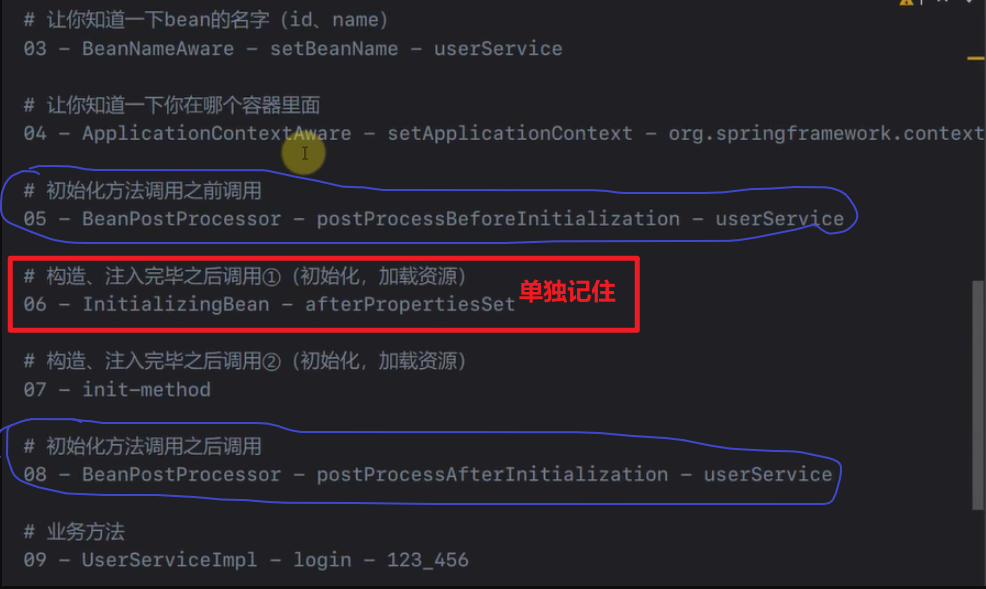 # 让你知道一下bean的名字（id、name）
03 - BeanNameAware - setBeanName - userService
# 让你知道一下你在哪个容器里面
04 - ApplicationContextAware - setApplicationContext - org.springframework.context
# 初始化方法调用之前调用
05 - BeanPostProcessor - postProcessBeforeInitialization - userService
# 构造、注入完毕之后调用①（初始化，加载资源）
06 - InitializingBean - afterPropertiesSet
单独记住
# 构造、注入完毕之后调用②（初始化，加载资源）
07 - init-method
# 初始化方法调用之后调用
08 - BeanPostProcessor - postProcessAfterInitialization - userService
# 业务方法
09 - UserServiceImpl - login - 123_456